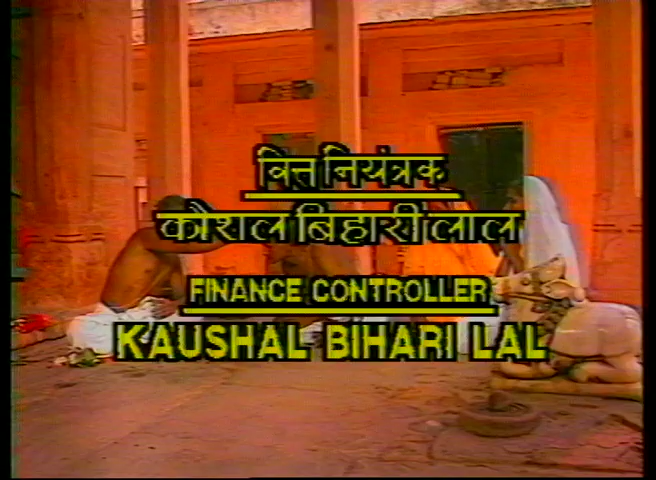 वित्त नियंत्रक
कौशल बिहारी लाल
FINANCE CONTROLLER
KAUSHAL BIHARI LAL